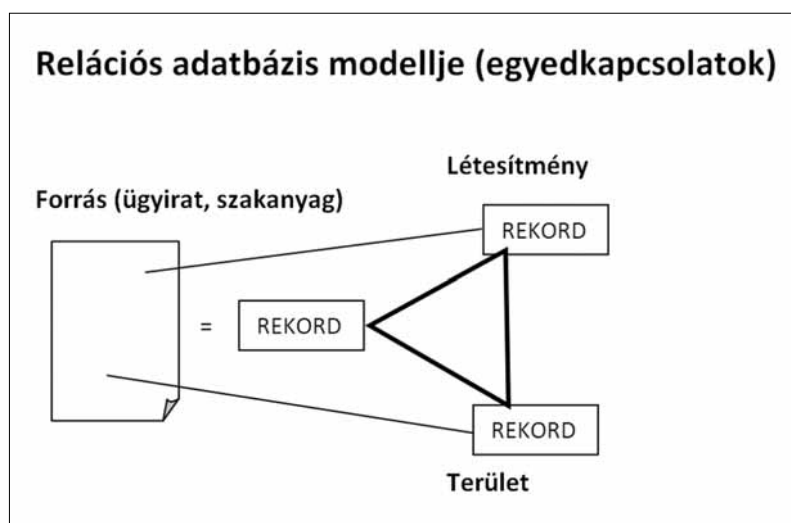 Relációs adatbázis modellje (egyedkapcsolatok)
Létesítmény
Forrás (ügyirat, szakanyag)
REKORD
= REKORD
REKORD
Terület